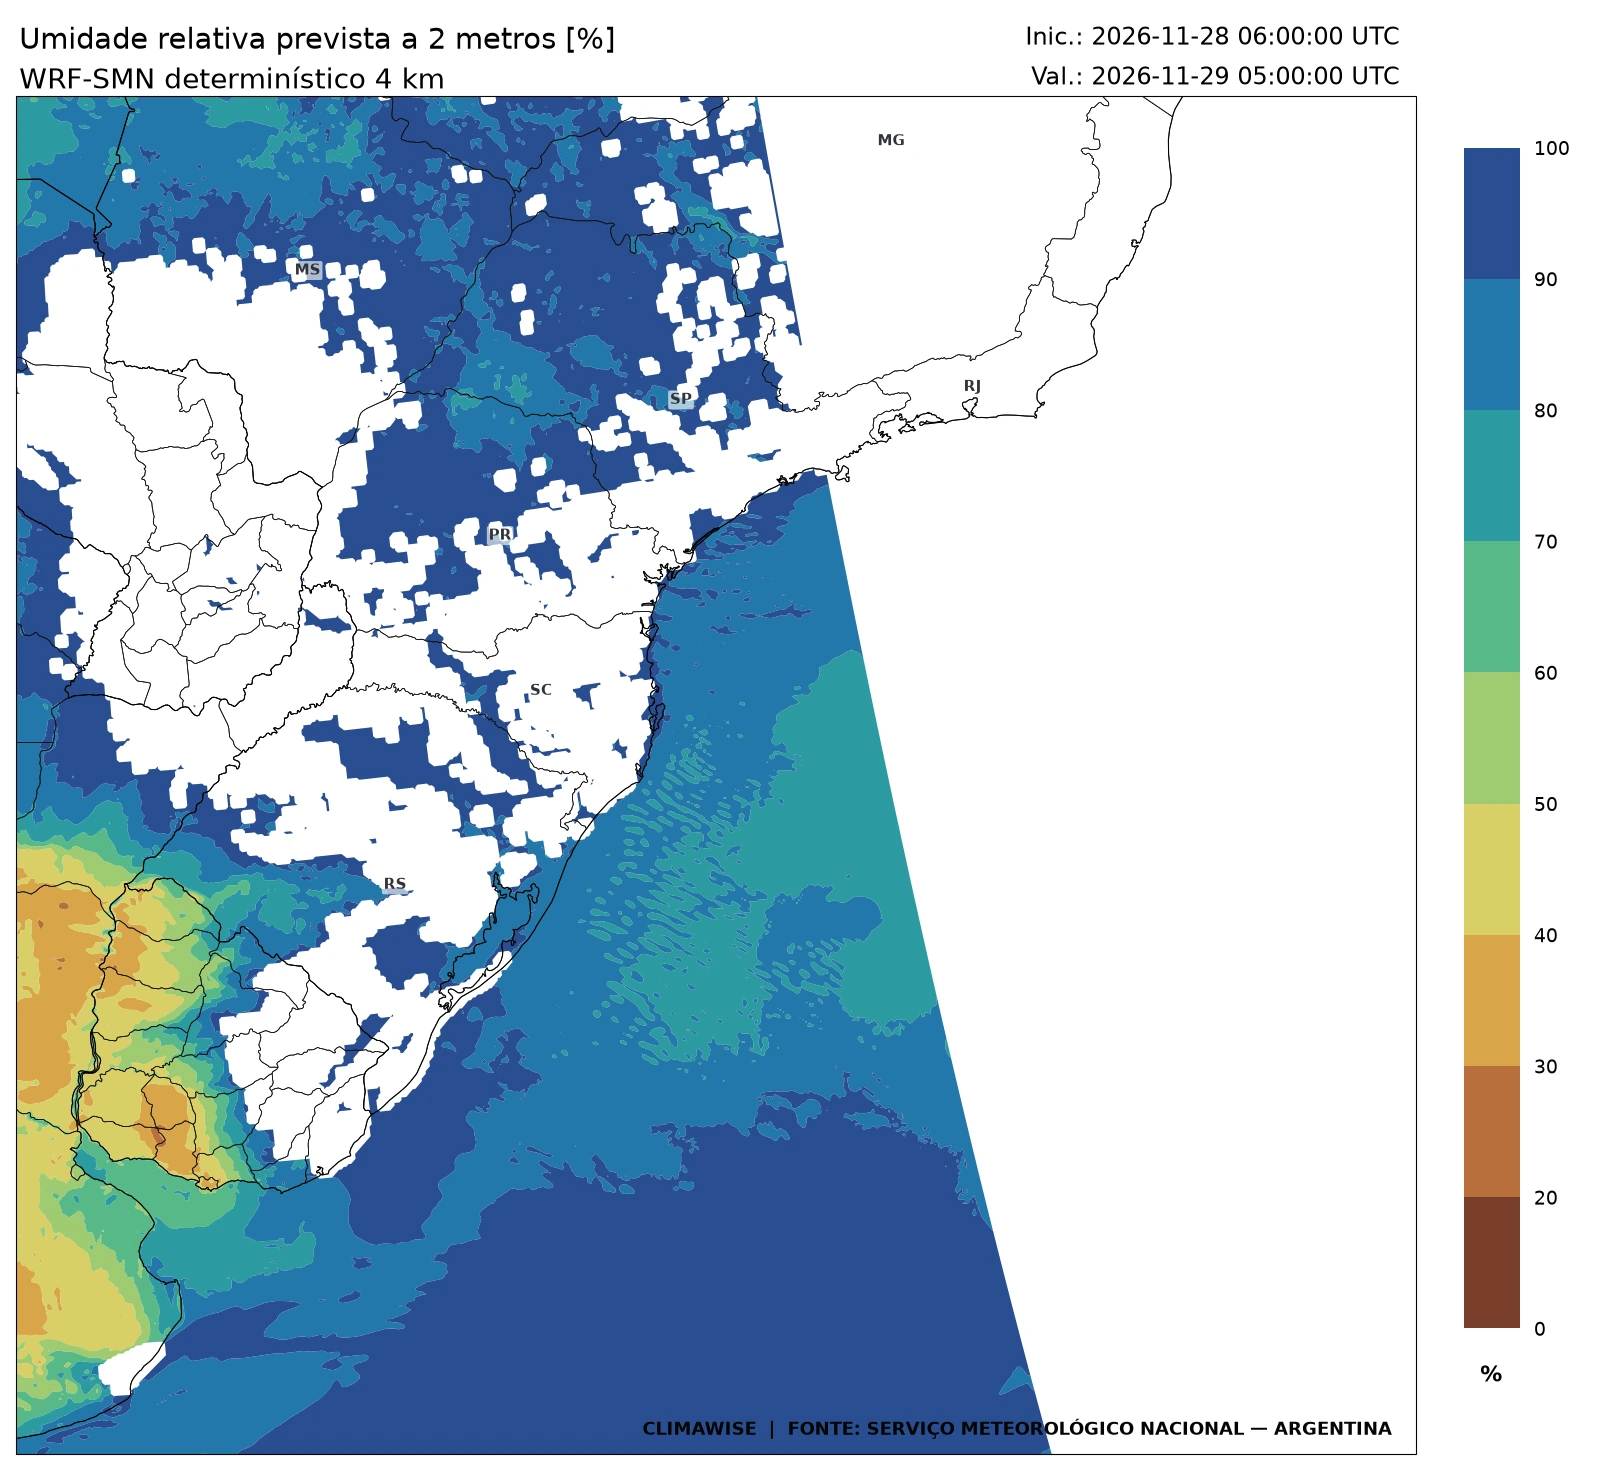 Umidade relativa prevista a 2 metros [%]
WRF-SMN determinístico 4 km
Inic.: 2026-11-28 06:00:00 UTC
Val.: 2026-11-29 05:00:00 UTC
MG
MS
RJ
SP
PR
SC
RS
100
90
80
70
60
50
40
30
20
0
%
CLIMAWISE | FONTE: SERVIÇO METEOROLÓGICO NACIONAL — ARGENTINA